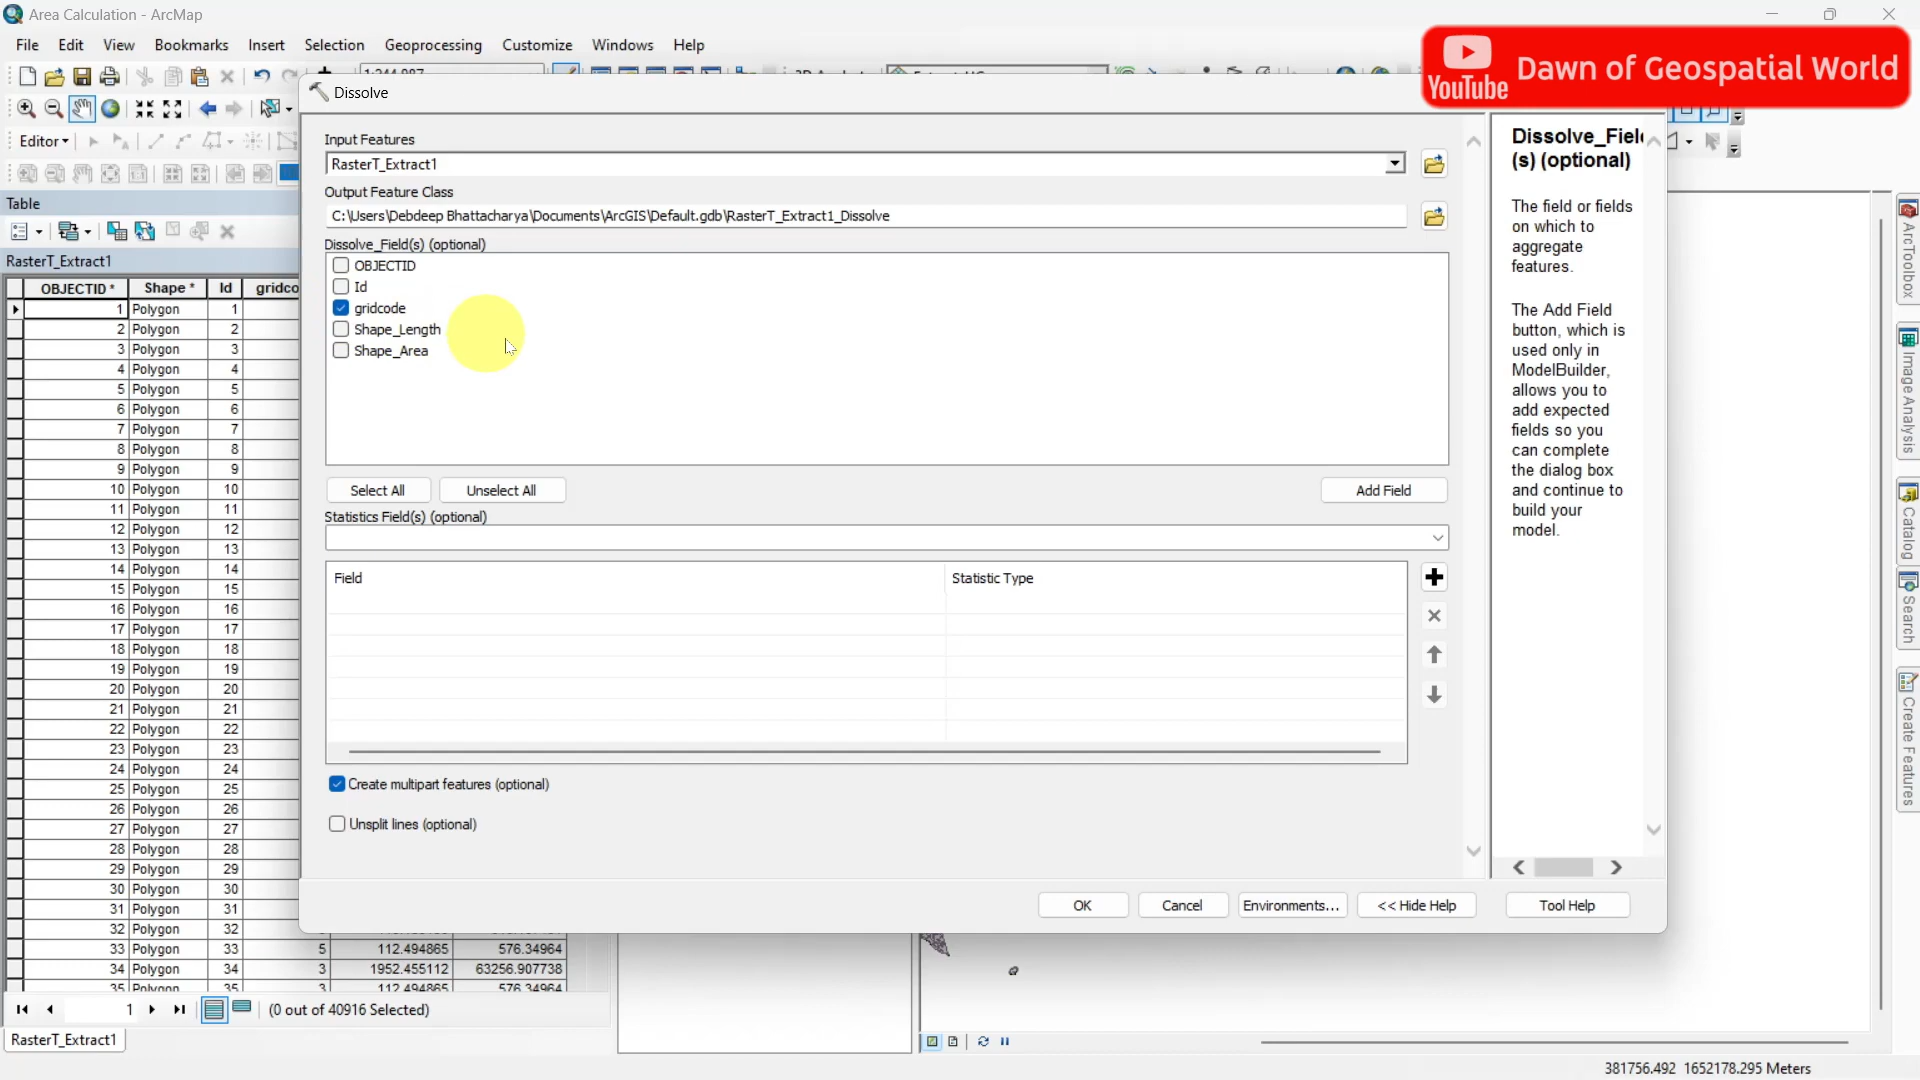 Area Calculation - ArcMap
File Edit View Bookmarks Insert Selection Geoprocessing Customize Windows Help
YouTube Dawn of Geospatial World
Editor
Table
RasterT_Extract1
OBJECTID * Shape * Id gridco
1 Polygon 1
2 Polygon 2
3 Polygon 3
4 Polygon 4
5 Polygon 5
6 Polygon 6
7 Polygon 7
8 Polygon 8
9 Polygon 9
10 Polygon 10
11 Polygon 11
12 Polygon 12
13 Polygon 13
14 Polygon 14
15 Polygon 15
16 Polygon 16
17 Polygon 17
18 Polygon 18
19 Polygon 19
20 Polygon 20
21 Polygon 21
22 Polygon 22
23 Polygon 23
24 Polygon 24
25 Polygon 25
26 Polygon 26
27 Polygon 27
28 Polygon 28
29 Polygon 29
30 Polygon 30
31 Polygon 31
32 Polygon 32
33 Polygon 33 5 112.494865 576.34964
34 Polygon 34 3 1952.455112 63256.907738
35 Polygon 35 3 112.494865 576.34964
1 (0 out of 40916 Selected)
RasterT_Extract1
Dissolve
Input Features
RasterT_Extract1
Output Feature Class
C:\Users\Debdeep Bhattacharya\Documents\ArcGIS\Default.gdb\RasterT_Extract1_Dissolve
Dissolve_Field(s) (optional)
OBJECTID
Id
gridcode
Shape_Length
Shape_Area
Select All Unselect All Add Field
Statistics Field(s) (optional)
Field Statistic Type
Create multipart features (optional)
Unsplit lines (optional)
OK Cancel Environments... << Hide Help Tool Help
Dissolve_Field
(s) (optional)
The field or fields
on which to
aggregate
features.
The Add Field
button, which is
used only in
ModelBuilder,
allows you to
add expected
fields so you
can complete
the dialog box
and continue to
build your
model.
ArcToolbox
Image Analysis
Catalog
Search
Create Features
381756.492 1652178.295 Meters